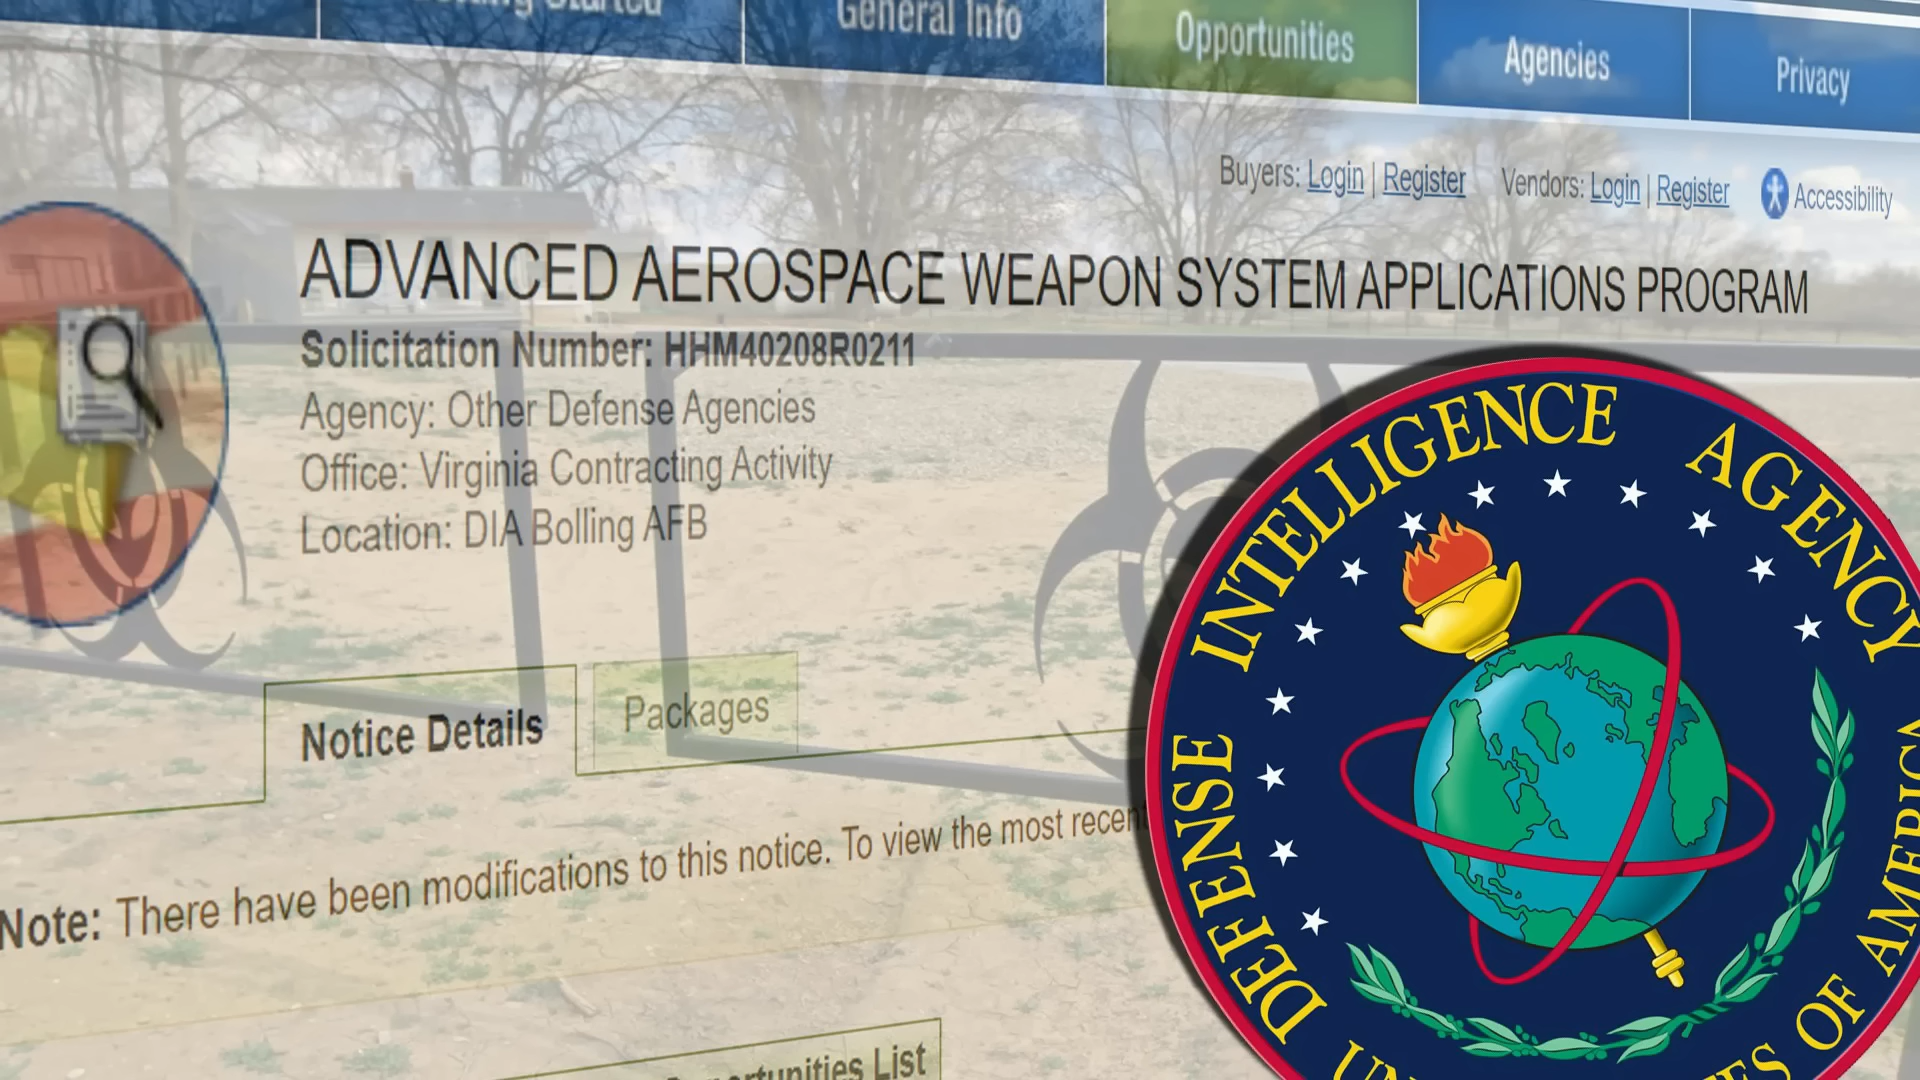 General Info
Opportunities
Agencies
Privacy
Buyers: Login | Register Vendors: Login | Register Accessibility
ADVANCED AEROSPACE WEAPON SYSTEM APPLICATIONS PROGRAM
Solicitation Number: HHM40208R0211
Agency: Other Defense Agencies
Office: Virginia Contracting Activity
Location: DIA Bolling AFB
Notice Details
Packages
Note: There have been modifications to this notice. To view the most recent
List
DEFENSE INTELLIGENCE AGENCY
OF AMERICA